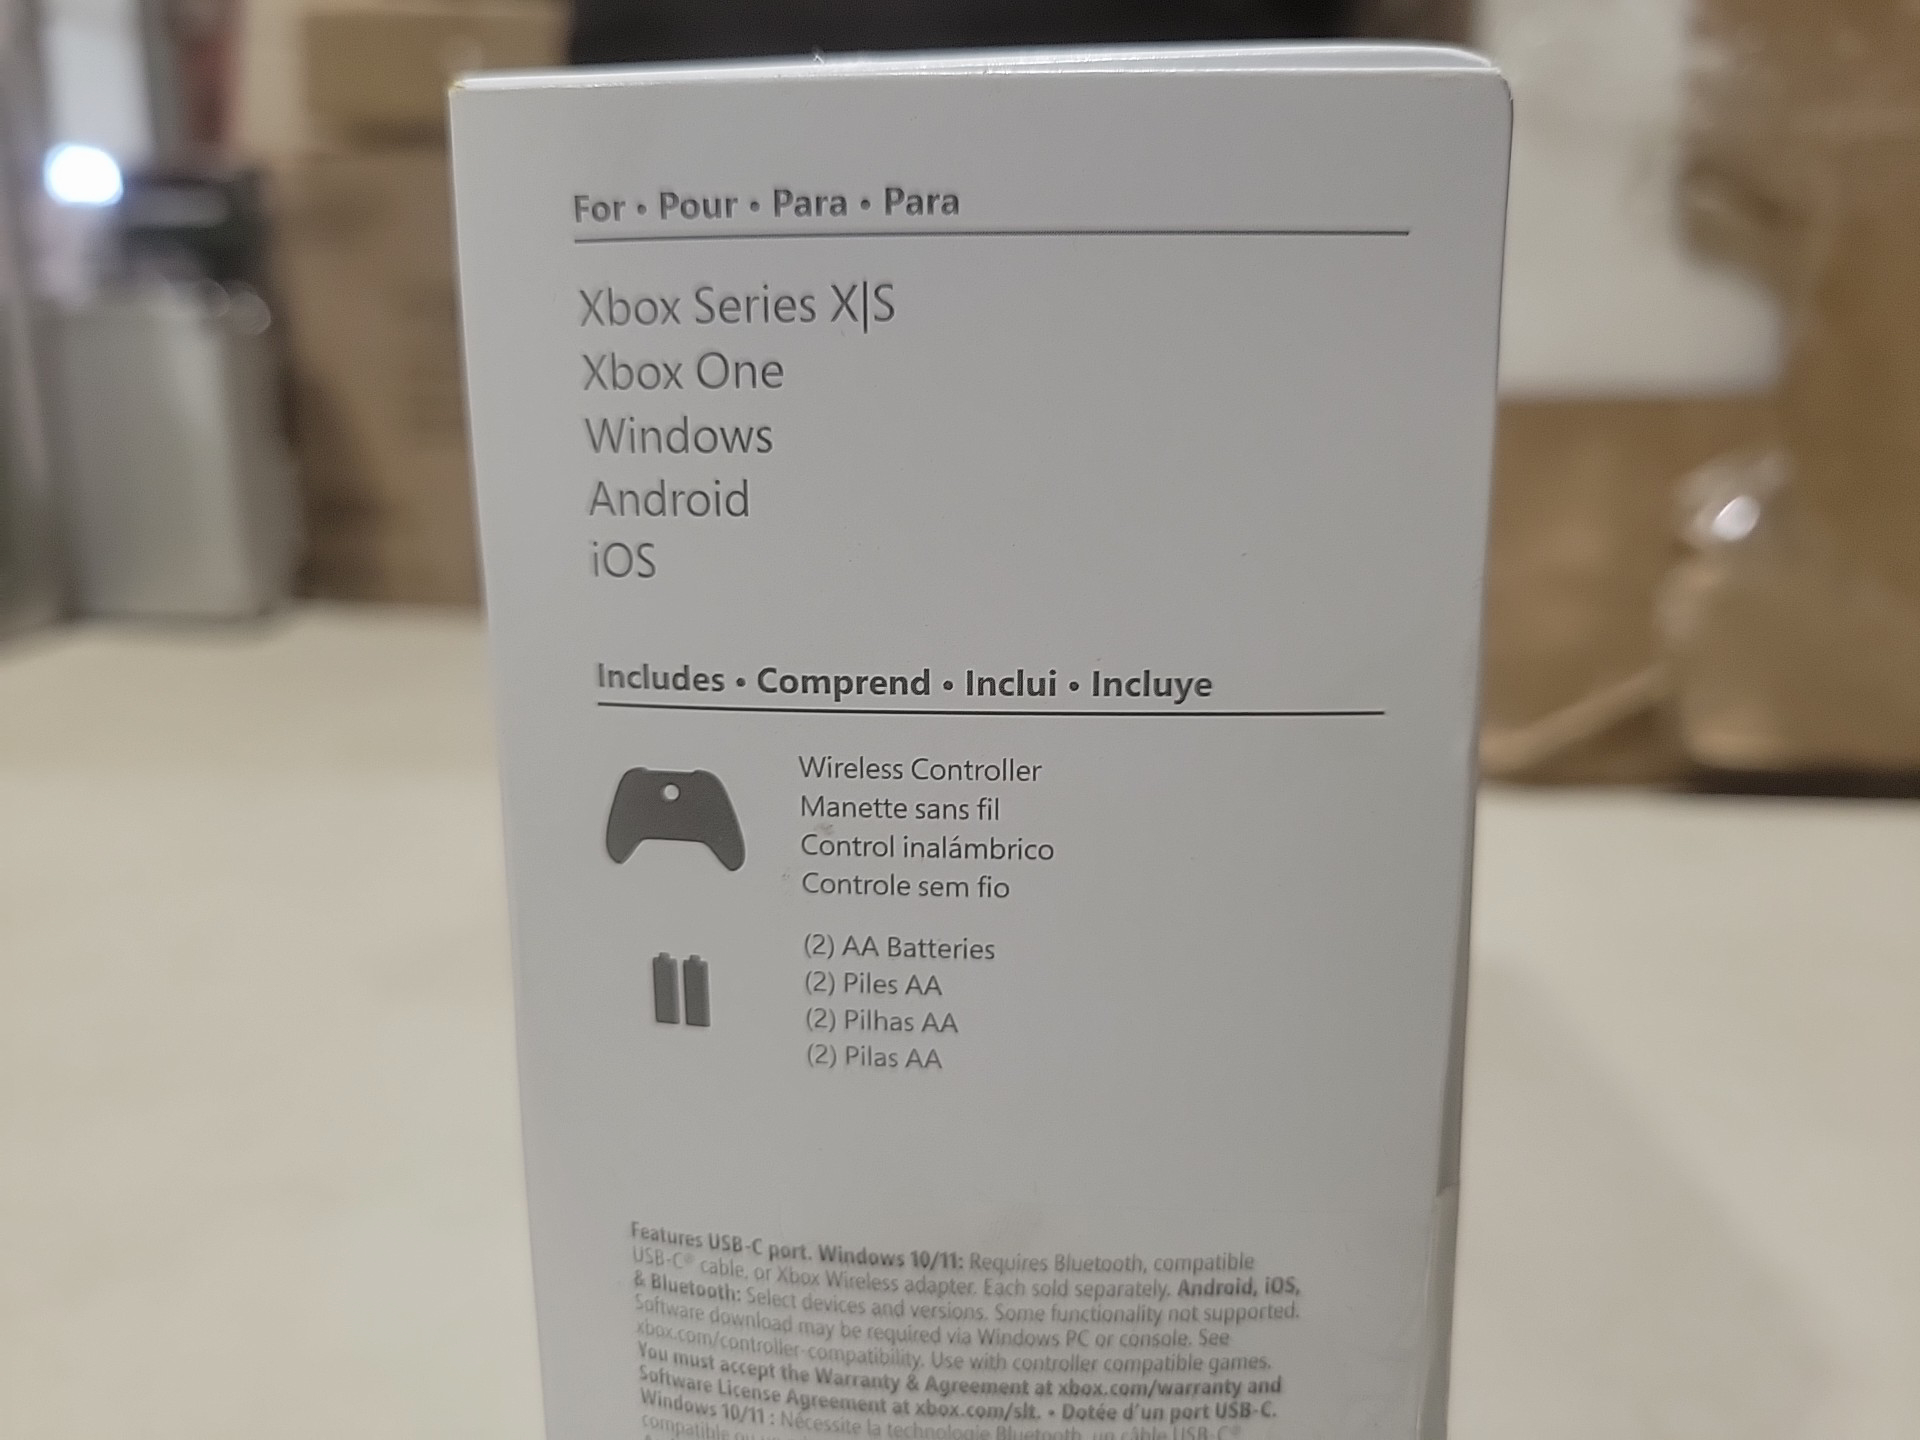 For • Pour • Para • Para
Xbox Series X|S
Xbox One
Windows
Android
iOS
Includes • Comprend • Inclui • Incluye
Wireless Controller
Manette sans fil
Control inalámbrico
Controle sem fio
(2) AA Batteries
(2) Piles AA
(2) Pilhas AA
(2) Pilas AA
Features USB-C port. Windows 10/11: Requires Bluetooth, compatible
USB-C® cable, or Xbox Wireless adapter. Each sold separately. Android, iOS,
& Bluetooth: Select devices and versions. Some functionality not supported.
Software download may be required via Windows PC or console. See
xbox.com/controller-compatibility. Use with controller compatible games.
You must accept the Warranty & Agreement at xbox.com/warranty and
Software License Agreement at xbox.com/slt. • Dotée d'un port USB-C.
Windows 10/11 : Nécessite la technologie Bluetooth, un câble USB-C®
compatible ou